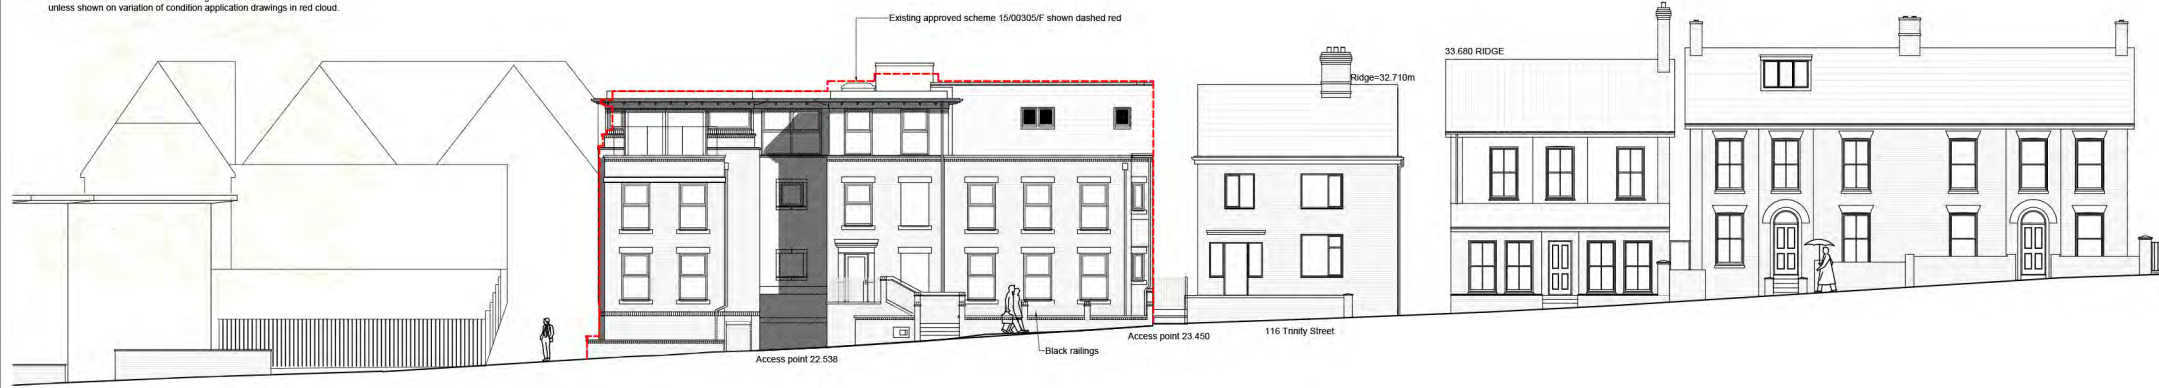 unless shown on variation of condition application drawings in red cloud.
Existing approved scheme 15/00305/F shown dashed red
33.680 RIDGE
Ridge=32.710m
116 Trinity Street
Access point 23.450
Black railings
Access point 22.538